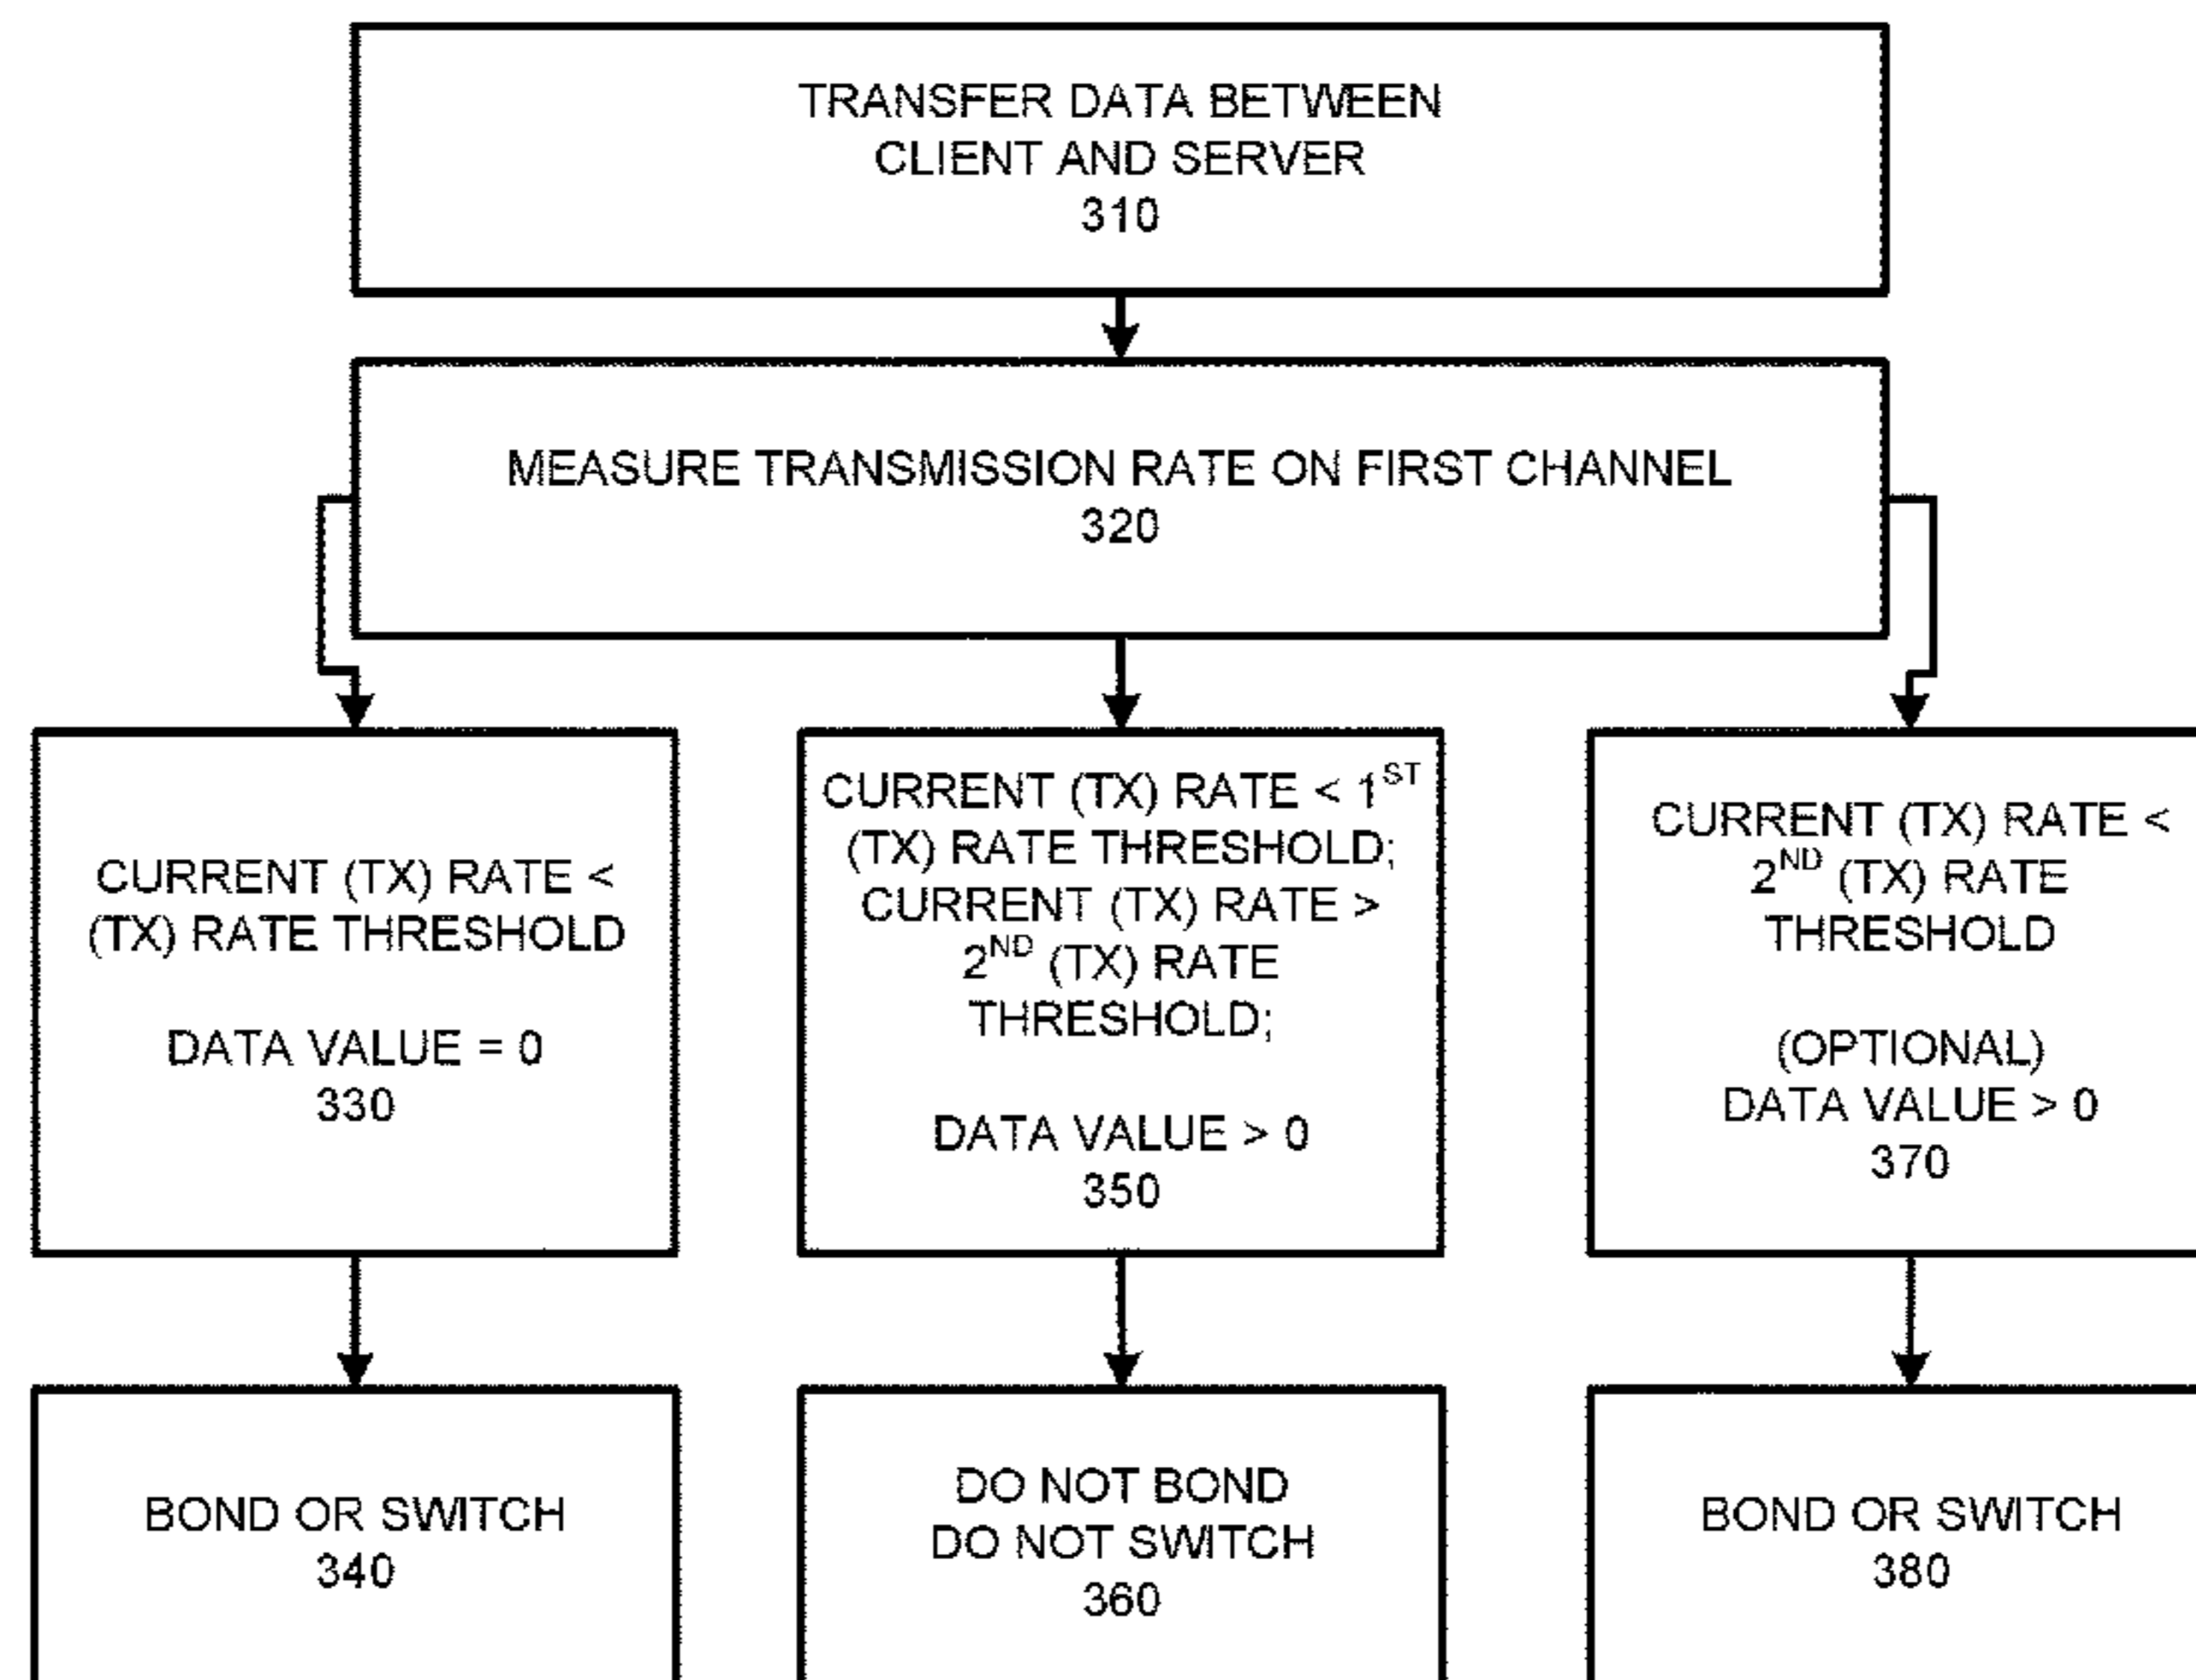 TRANSFER DATA BETWEEN
CLIENT AND SERVER
310
MEASURE TRANSMISSION RATE ON FIRST CHANNEL
320
CURRENT (TX) RATE <
(TX) RATE THRESHOLD
DATA VALUE = 0
330
CURRENT (TX) RATE < 1ST
(TX) RATE THRESHOLD;
CURRENT (TX) RATE >
2ND (TX) RATE
THRESHOLD;
DATA VALUE > 0
350
CURRENT (TX) RATE <
2ND (TX) RATE
THRESHOLD
(OPTIONAL)
DATA VALUE > 0
370
BOND OR SWITCH
340
DO NOT BOND
DO NOT SWITCH
360
BOND OR SWITCH
380